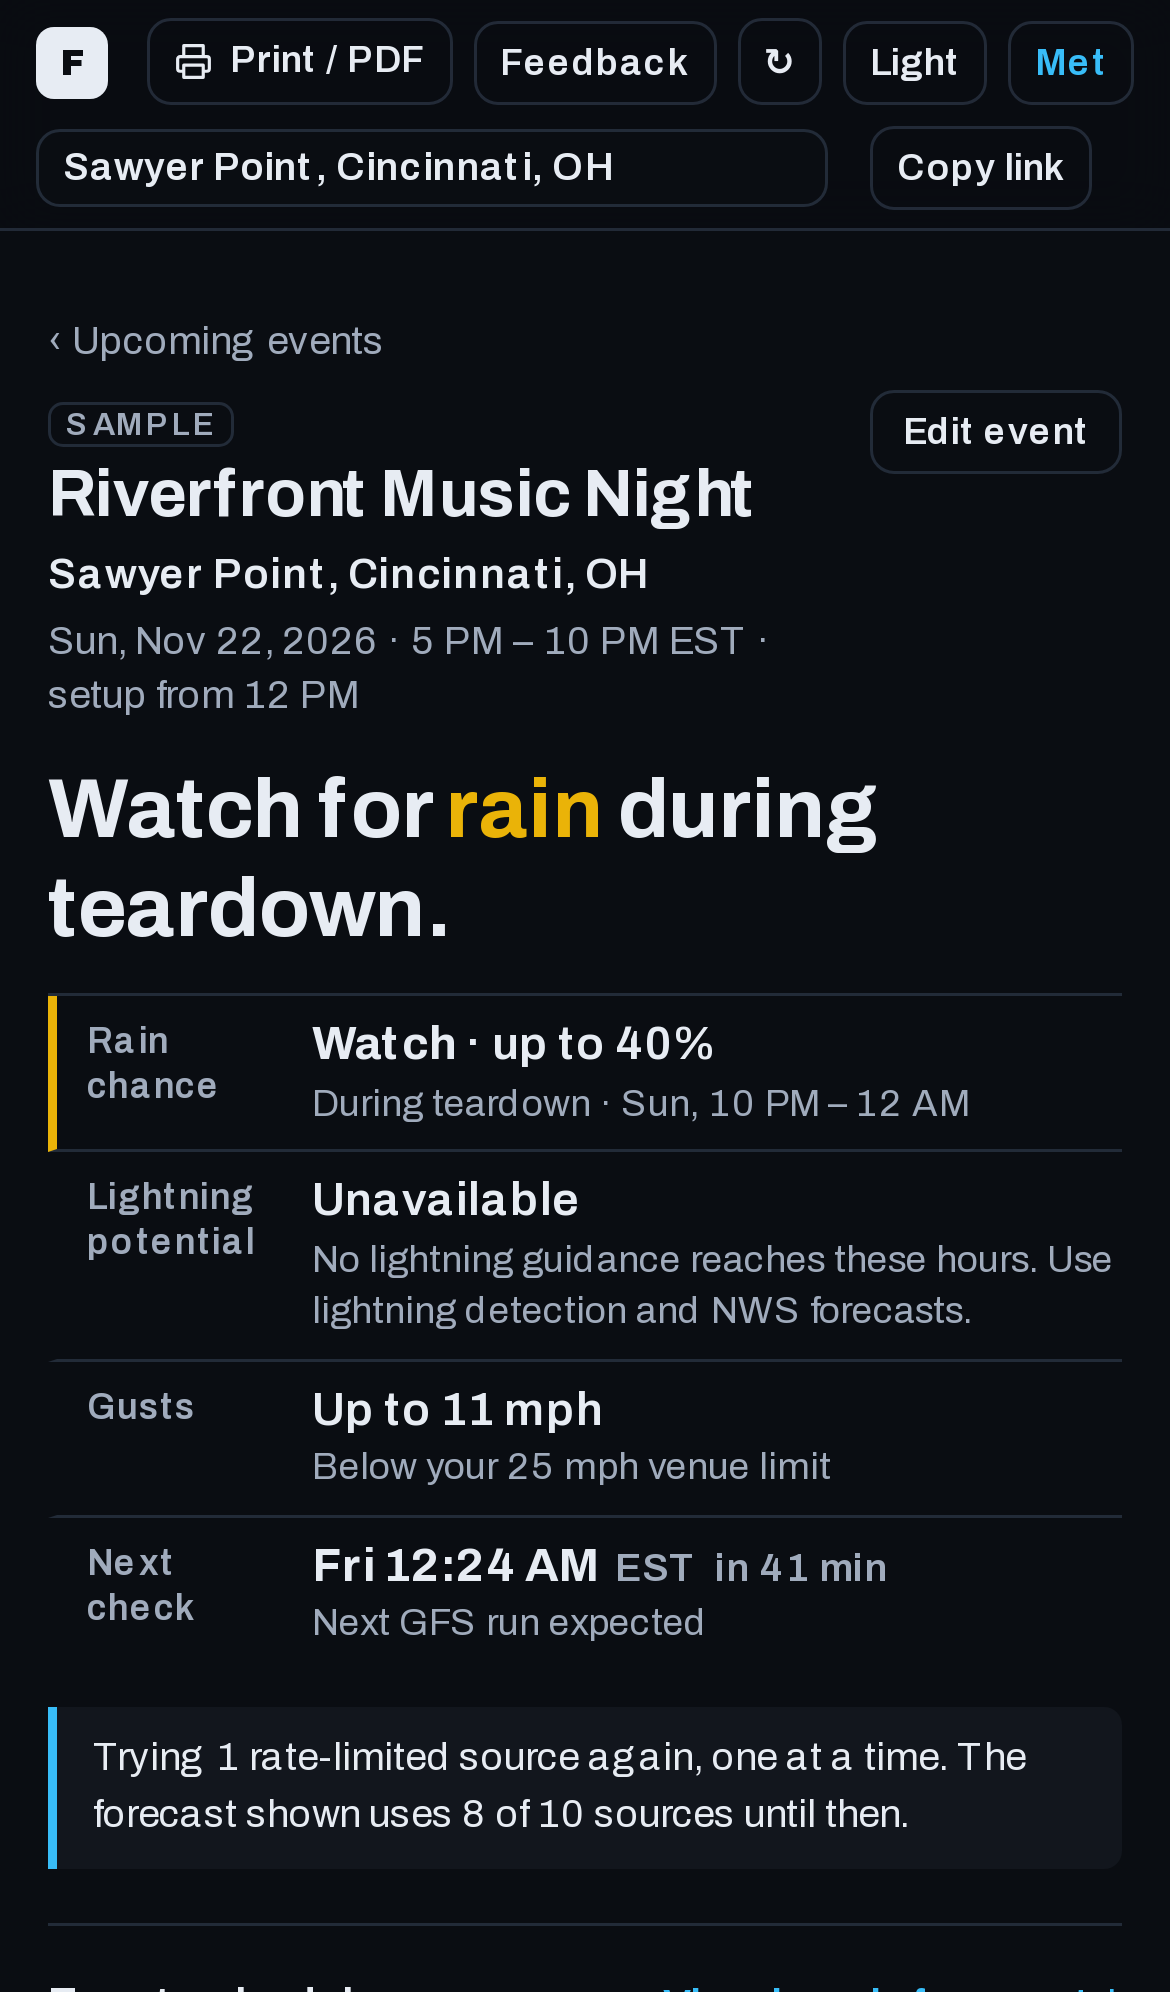 F
Print / PDF
Feedback
↻
Light
Met
Sawyer Point, Cincinnati, OH
Copy link
‹ Upcoming events
SAMPLE
Edit event
Riverfront Music Night
Sawyer Point, Cincinnati, OH
Sun, Nov 22, 2026 · 5 PM – 10 PM EST ·
setup from 12 PM
Watch for rain during
teardown.
Rain
chance
Watch · up to 40%
During teardown · Sun, 10 PM – 12 AM
Lightning
potential
Unavailable
No lightning guidance reaches these hours. Use
lightning detection and NWS forecasts.
Gusts
Up to 11 mph
Below your 25 mph venue limit
Next
check
Fri 12:24 AM EST in 41 min
Next GFS run expected
Trying 1 rate-limited source again, one at a time. The
forecast shown uses 8 of 10 sources until then.